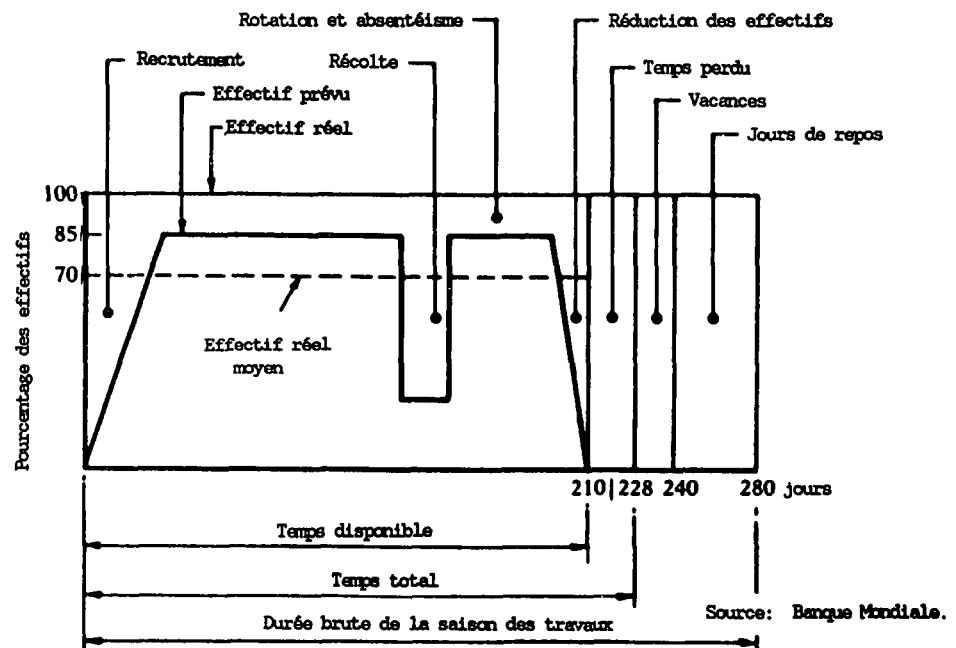 Rotation et absentéisme
Réduction des effectifs
Recrutement
Récolte
Temps perdu
Effectif prévu
Vacances
Effectif réel
Jours de repos
100
85
70
Pourcentage des effectifs
Effectif réel
moyen
210 | 228 240 280 jours
Temps disponible
Temps total
Source: Banque Mondiale.
Durée brute de la saison des travaux